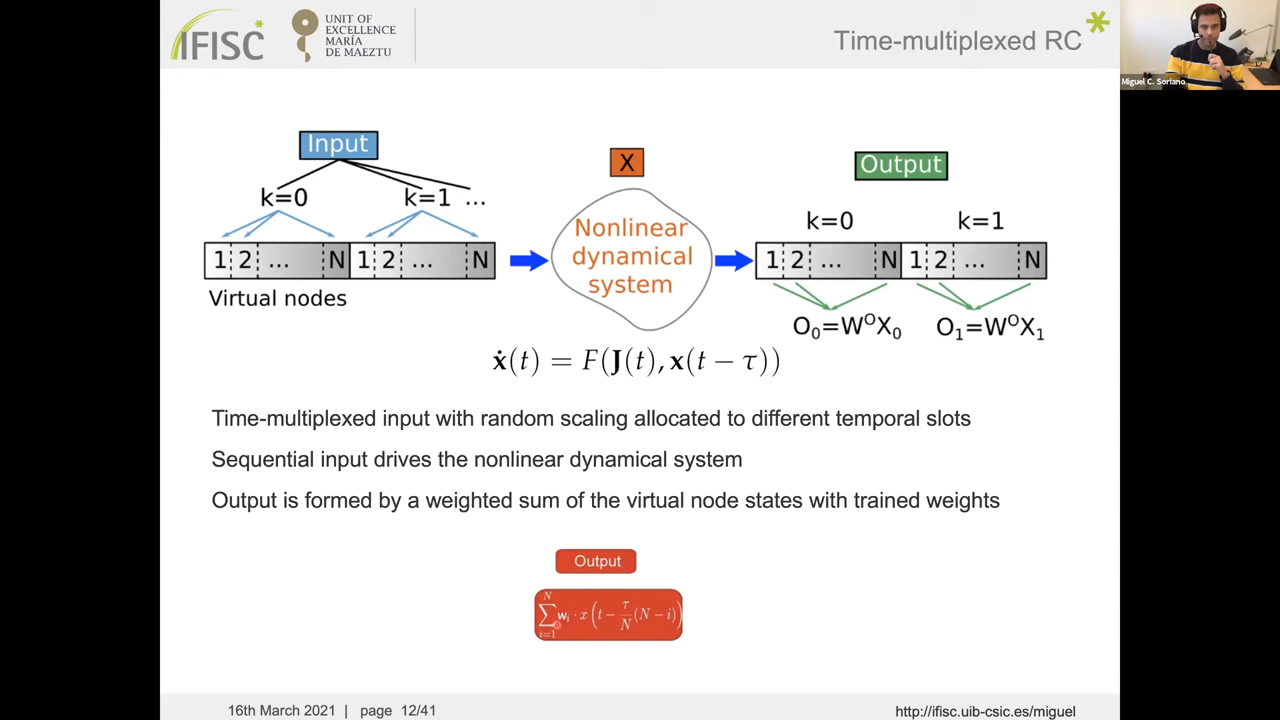 IFISC
UNIT OF
EXCELLENCE
MARÍA
DE MAEZTU
Time-multiplexed RC
Miguel C. Soriano
Input
k=0 k=1 ...
1 2 ... N 1 2 ... N
Virtual nodes
X
Nonlinear
dynamical
system
Output
k=0 k=1
1 2 ... N 1 2 ... N
O₀=WᴼX₀ O₁=WᴼX₁
ẋ(t) = F(J(t), x(t − τ))
Time-multiplexed input with random scaling allocated to different temporal slots
Sequential input drives the nonlinear dynamical system
Output is formed by a weighted sum of the virtual node states with trained weights
Output
∑ᵢ₌₁ᴺ wᵢ · x (t − τ/N (N − i))
16th March 2021 | page 12/41
http://ifisc.uib-csic.es/miguel